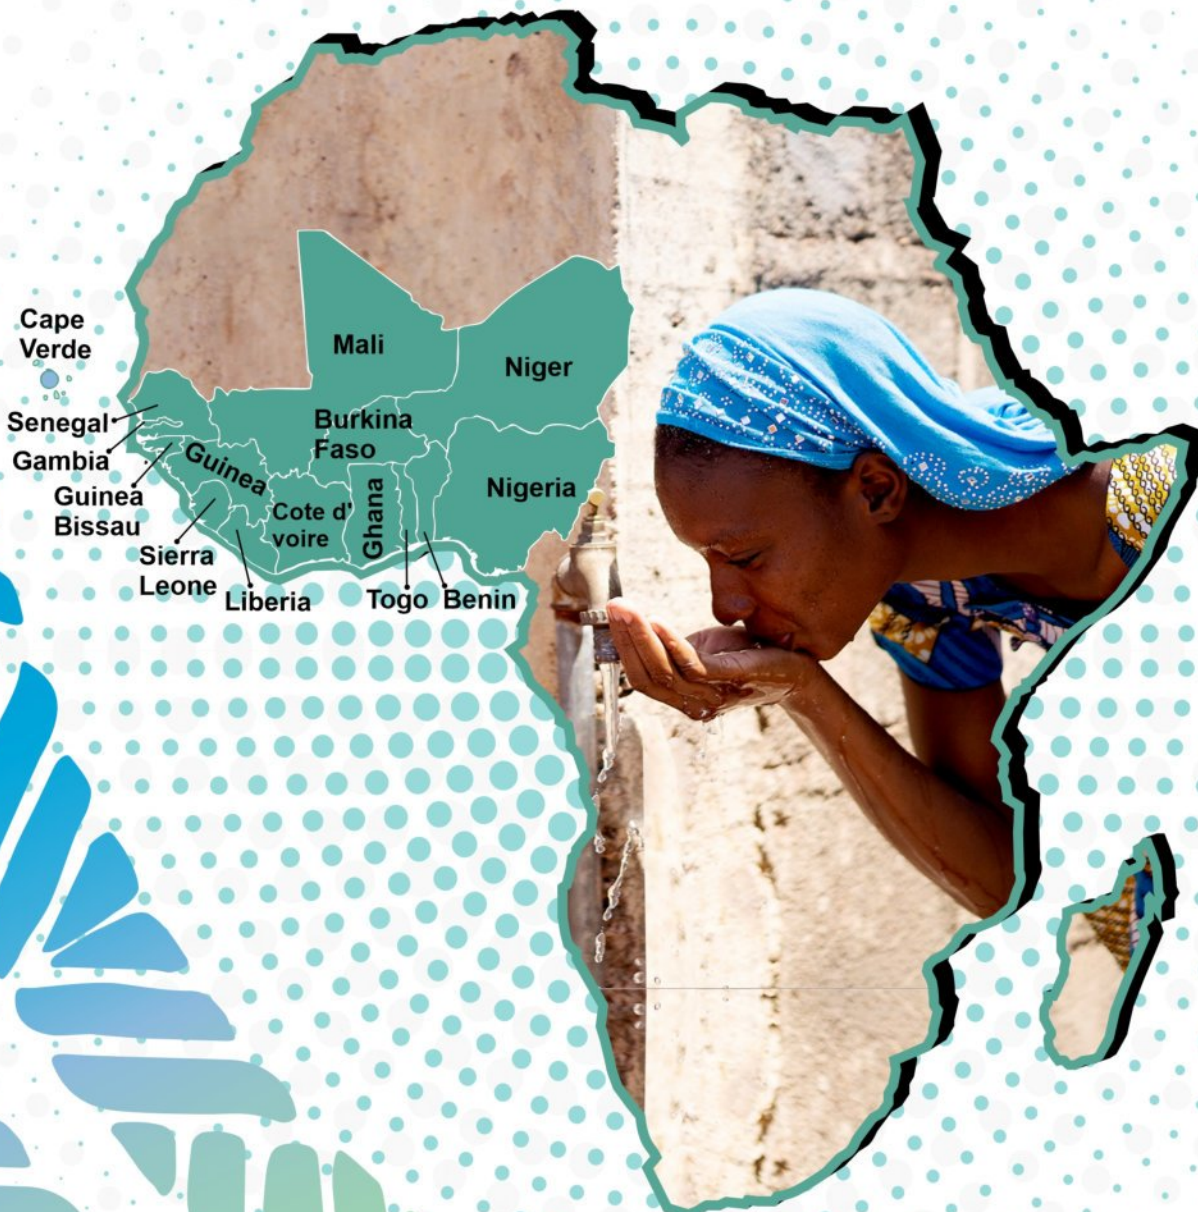 Cape
Verde
Mali
Niger
Senegal
Burkina
Faso
Gambia
Guinea
Guinea
Bissau
Nigeria
Cote d'
voire
Ghana
Sierra
Leone
Liberia
Togo
Benin